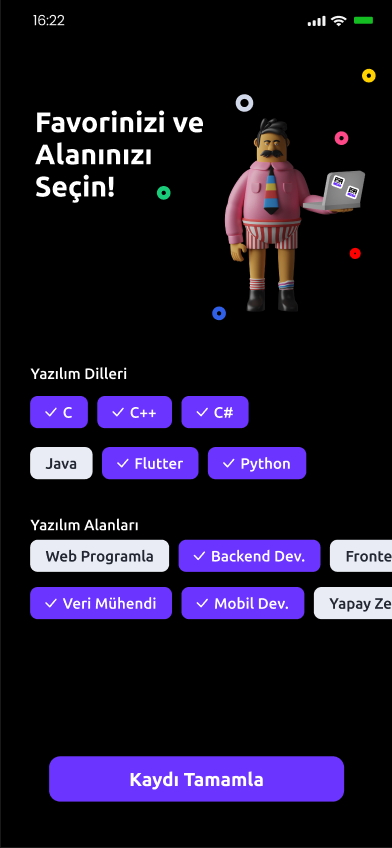 16:22
Favorinizi ve
Alanınızı
Seçin!
Yazılım Dilleri
C
C++
C#
Java
Flutter
Python
Yazılım Alanları
Web Programla
Backend Dev.
Fronte
Veri Mühendi
Mobil Dev.
Yapay Ze
Kaydı Tamamla